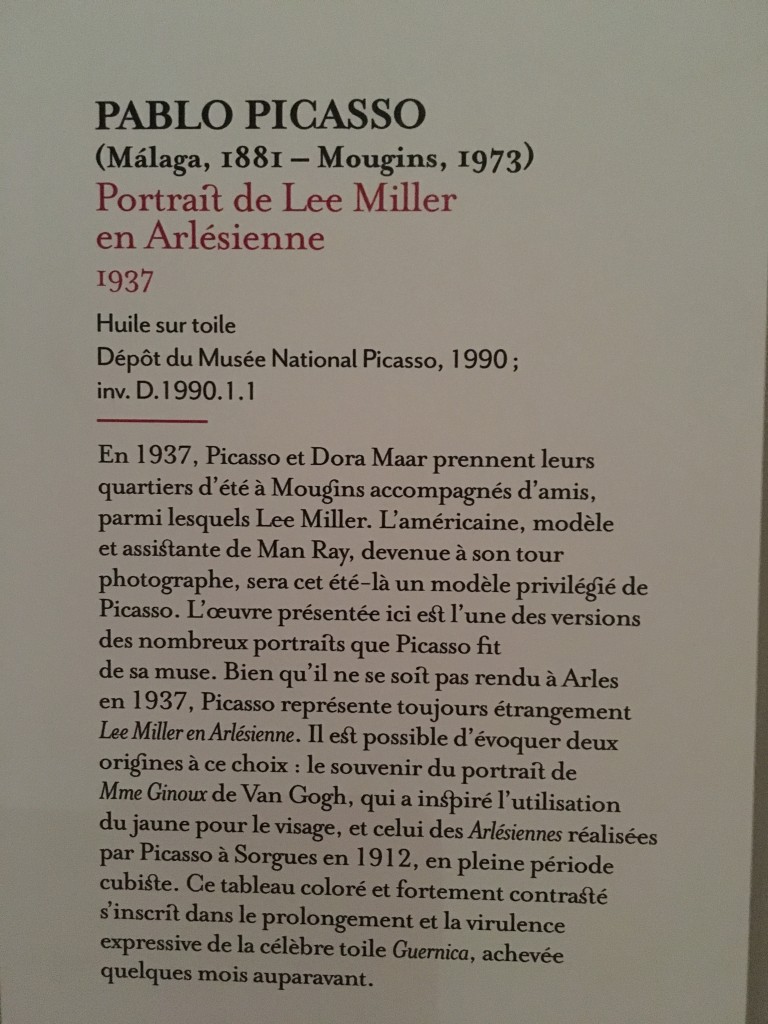 PABLO PICASSO
(Málaga, 1881 – Mougins, 1973)
Portrait de Lee Miller
en Arlésienne
1937
Huile sur toile
Dépôt du Musée National Picasso, 1990 ;
inv. D.1990.1.1
En 1937, Picasso et Dora Maar prennent leurs
quartiers d’été à Mougins accompagnés d’amis,
parmi lesquels Lee Miller. L’américaine, modèle
et assistante de Man Ray, devenue à son tour
photographe, sera cet été-là un modèle privilégié de
Picasso. L’œuvre présentée ici est l’une des versions
des nombreux portraits que Picasso fit
de sa muse. Bien qu’il ne se soit pas rendu à Arles
en 1937, Picasso représente toujours étrangement
Lee Miller en Arlésienne. Il est possible d’évoquer deux
origines à ce choix : le souvenir du portrait de
Mme Ginoux de Van Gogh, qui a inspiré l’utilisation
du jaune pour le visage, et celui des Arlésiennes réalisées
par Picasso à Sorgues en 1912, en pleine période
cubiste. Ce tableau coloré et fortement contrasté
s’inscrit dans le prolongement et la virulence
expressive de la célèbre toile Guernica, achevée
quelques mois auparavant.